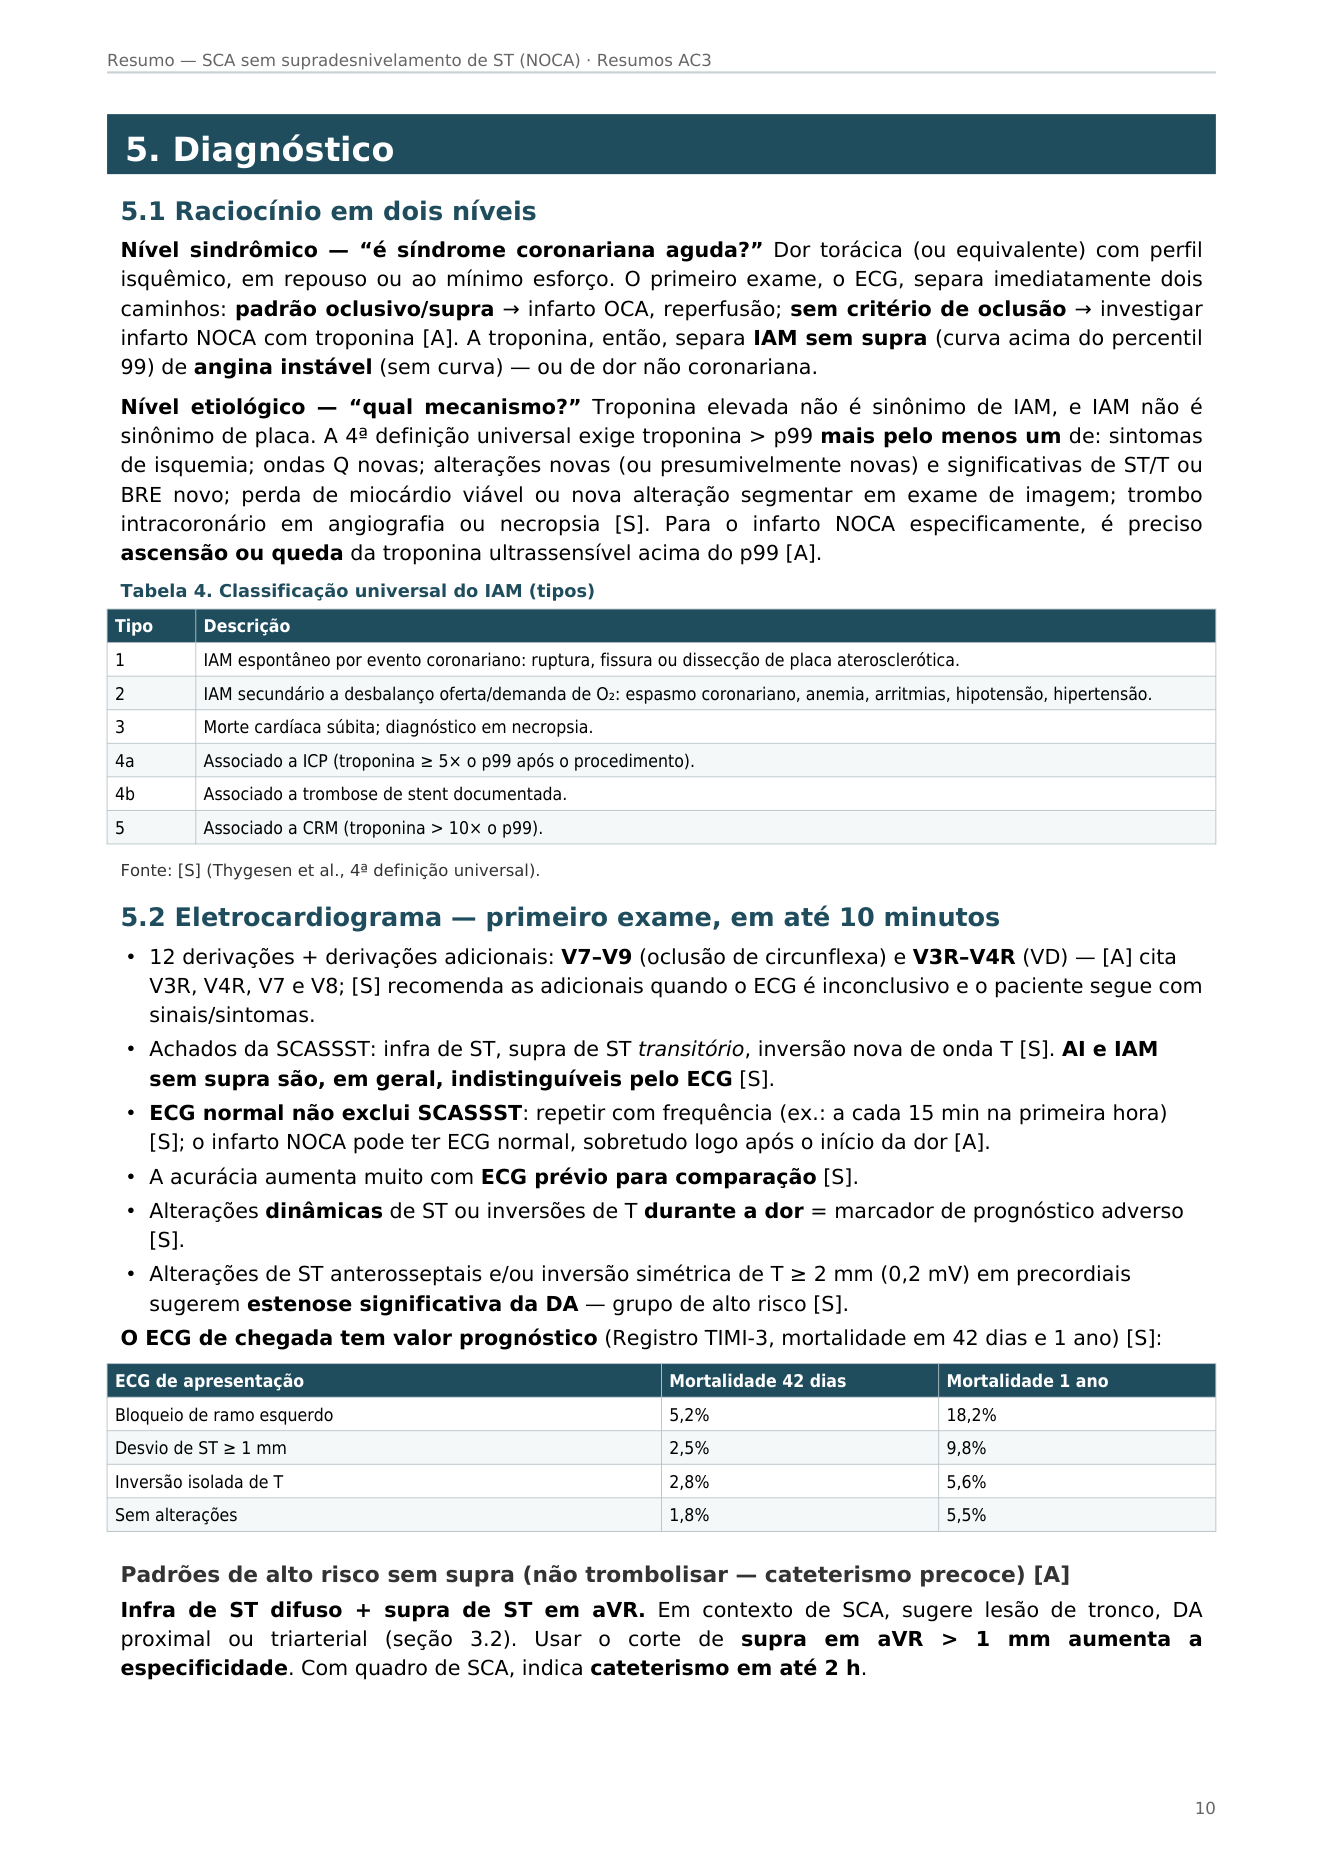 Resumo — SCA sem supradesnivelamento de ST (NOCA) · Resumos AC3
5. Diagnóstico
5.1 Raciocínio em dois níveis
Nível sindrômico — “é síndrome coronariana aguda?” Dor torácica (ou equivalente) com perfil
isquêmico, em repouso ou ao mínimo esforço. O primeiro exame, o ECG, separa imediatamente dois
caminhos: padrão oclusivo/supra → infarto OCA, reperfusão; sem critério de oclusão → investigar
infarto NOCA com troponina [A]. A troponina, então, separa IAM sem supra (curva acima do percentil
99) de angina instável (sem curva) — ou de dor não coronariana.
Nível etiológico — “qual mecanismo?” Troponina elevada não é sinônimo de IAM, e IAM não é
sinônimo de placa. A 4ª definição universal exige troponina > p99 mais pelo menos um de: sintomas
de isquemia; ondas Q novas; alterações novas (ou presumivelmente novas) e significativas de ST/T ou
BRE novo; perda de miocárdio viável ou nova alteração segmentar em exame de imagem; trombo
intracoronário em angiografia ou necropsia [S]. Para o infarto NOCA especificamente, é preciso
ascensão ou queda da troponina ultrassensível acima do p99 [A].
Tabela 4. Classificação universal do IAM (tipos)
Tipo Descrição
1 IAM espontâneo por evento coronariano: ruptura, fissura ou dissecção de placa aterosclerótica.
2 IAM secundário a desbalanço oferta/demanda de O₂: espasmo coronariano, anemia, arritmias, hipotensão, hipertensão.
3 Morte cardíaca súbita; diagnóstico em necropsia.
4a Associado a ICP (troponina ≥ 5× o p99 após o procedimento).
4b Associado a trombose de stent documentada.
5 Associado a CRM (troponina > 10× o p99).
Fonte: [S] (Thygesen et al., 4ª definição universal).
5.2 Eletrocardiograma — primeiro exame, em até 10 minutos
• 12 derivações + derivações adicionais: V7–V9 (oclusão de circunflexa) e V3R–V4R (VD) — [A] cita
V3R, V4R, V7 e V8; [S] recomenda as adicionais quando o ECG é inconclusivo e o paciente segue com
sinais/sintomas.
• Achados da SCASSST: infra de ST, supra de ST transitório, inversão nova de onda T [S]. AI e IAM
sem supra são, em geral, indistinguíveis pelo ECG [S].
• ECG normal não exclui SCASSST: repetir com frequência (ex.: a cada 15 min na primeira hora)
[S]; o infarto NOCA pode ter ECG normal, sobretudo logo após o início da dor [A].
• A acurácia aumenta muito com ECG prévio para comparação [S].
• Alterações dinâmicas de ST ou inversões de T durante a dor = marcador de prognóstico adverso
[S].
• Alterações de ST anterosseptais e/ou inversão simétrica de T ≥ 2 mm (0,2 mV) em precordiais
sugerem estenose significativa da DA — grupo de alto risco [S].
O ECG de chegada tem valor prognóstico (Registro TIMI-3, mortalidade em 42 dias e 1 ano) [S]:
ECG de apresentação Mortalidade 42 dias Mortalidade 1 ano
Bloqueio de ramo esquerdo 5,2% 18,2%
Desvio de ST ≥ 1 mm 2,5% 9,8%
Inversão isolada de T 2,8% 5,6%
Sem alterações 1,8% 5,5%
Padrões de alto risco sem supra (não trombolisar — cateterismo precoce) [A]
Infra de ST difuso + supra de ST em aVR. Em contexto de SCA, sugere lesão de tronco, DA
proximal ou triarterial (seção 3.2). Usar o corte de supra em aVR > 1 mm aumenta a
especificidade. Com quadro de SCA, indica cateterismo em até 2 h.
10